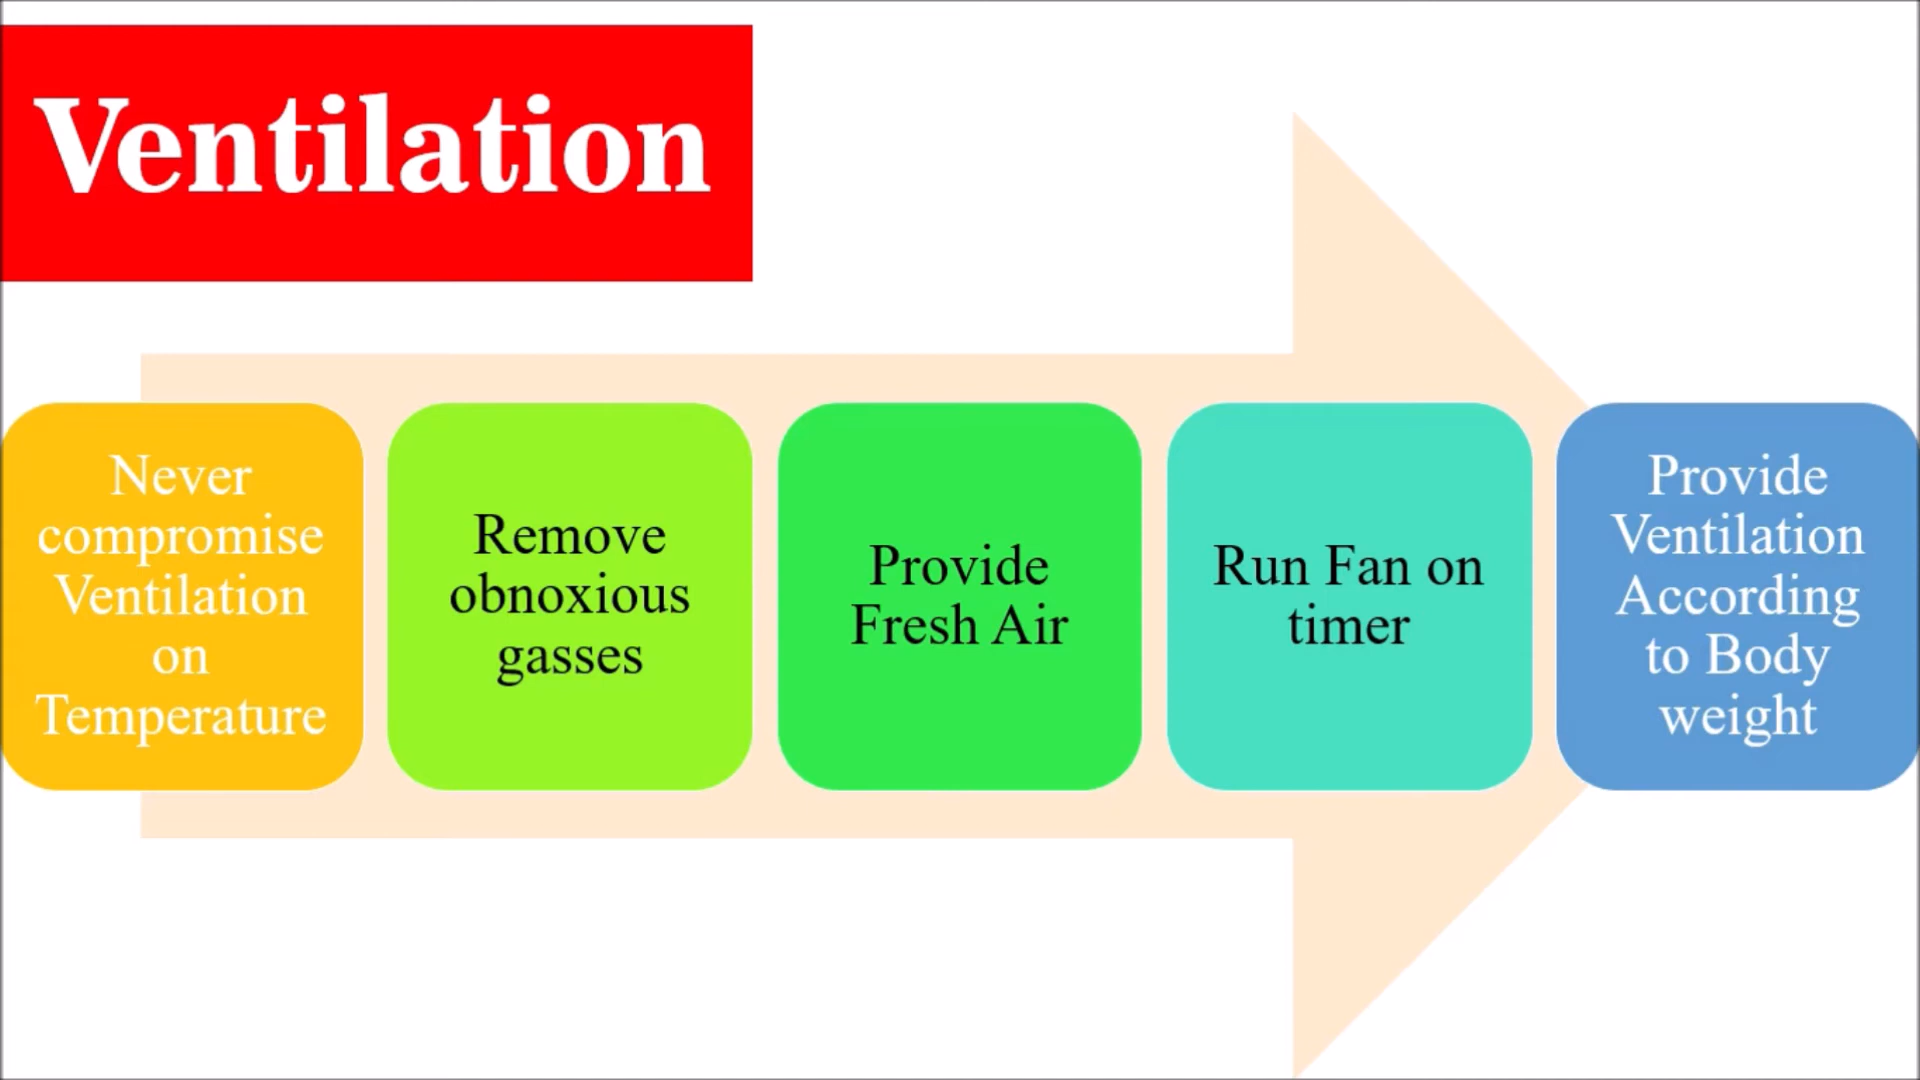 Ventilation
Never
compromise
Ventilation
on
Temperature
Remove
obnoxious
gasses
Provide
Fresh Air
Run Fan on
timer
Provide
Ventilation
According
to Body
weight